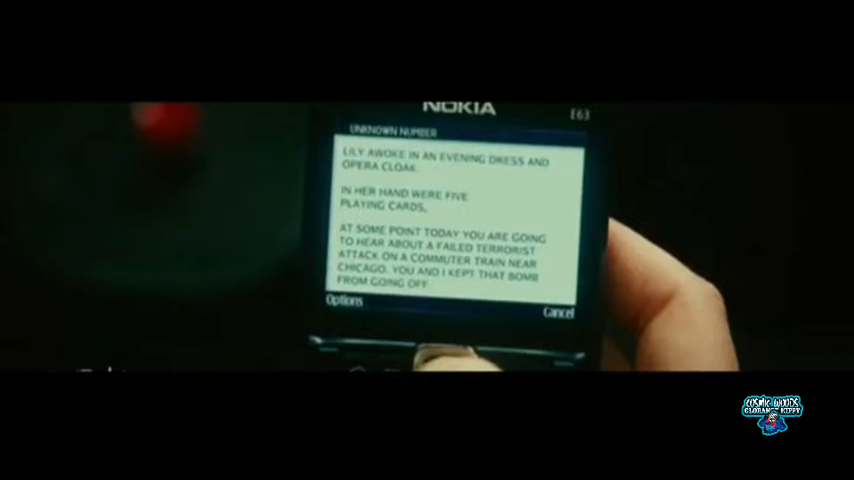 NOKIA
E63
UNKNOWN NUMBER
LILY AWOKE IN AN EVENING DRESS AND
OPERA CLOAK.
IN HER HAND WERE FIVE
PLAYING CARDS,
AT SOME POINT TODAY YOU ARE GOING
TO HEAR ABOUT A FAILED TERRORIST
ATTACK ON A COMMUTER TRAIN NEAR
CHICAGO. YOU AND I KEPT THAT BOMB
FROM GOING OFF.
Options
Cancel
COSMIC WOODS